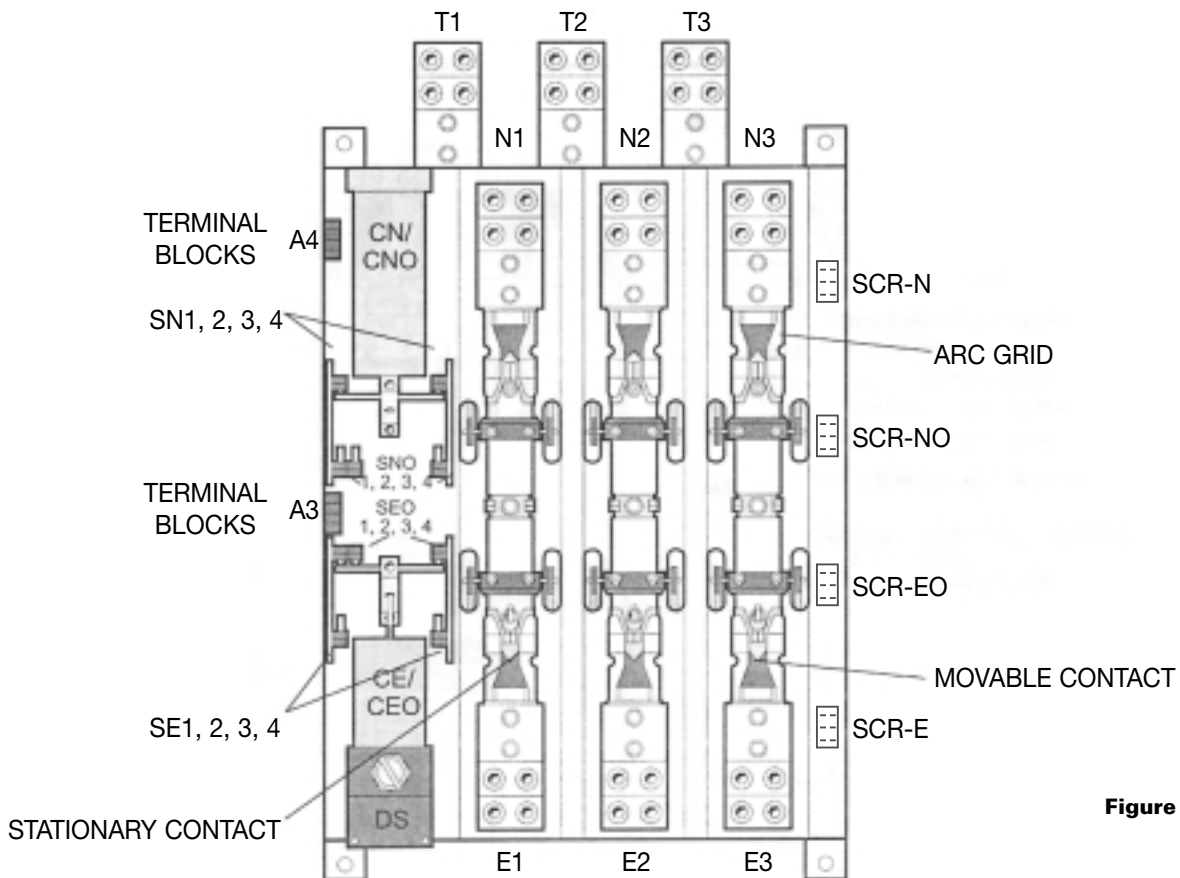 T1 T2 T3
N1 N2 N3
TERMINAL
BLOCKS
A4
CN/
CNO
SCR-N
SN1, 2, 3, 4
ARC GRID
SCR-NO
SNO
1, 2, 3, 4
TERMINAL
BLOCKS
A3
SEO
1, 2, 3, 4
SCR-EO
CE/
CEO
MOVABLE CONTACT
SE1, 2, 3, 4
SCR-E
Figure
DS
STATIONARY CONTACT
E1 E2 E3